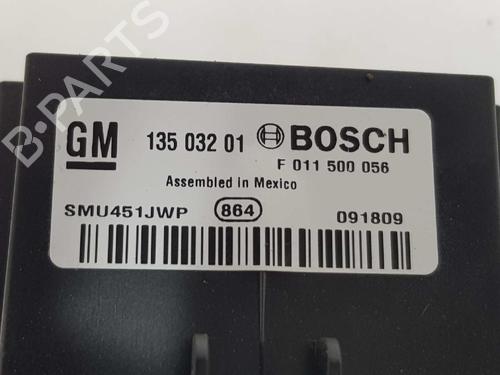 B-PARTS
GM 135 032 01 BOSCH
F 011 500 056
Assembled in Mexico
SMU451JWP 864 091809